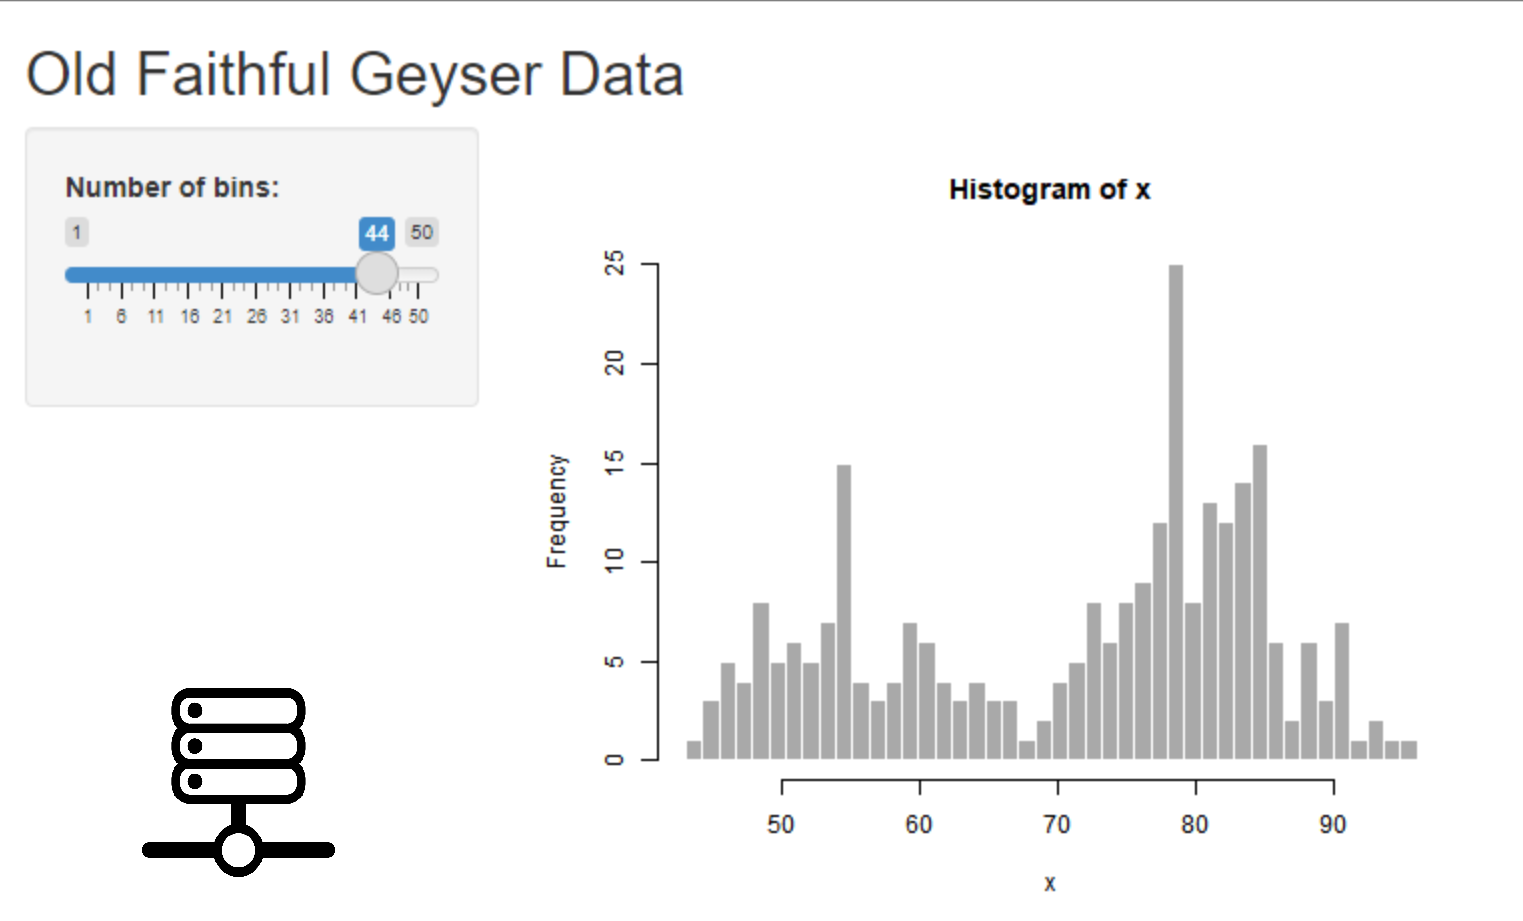 Old Faithful Geyser Data
Number of bins:
1 44 50
1 6 11 16 21 26 31 36 41 46 50
Histogram of x
25
20
15
10
5
0
Frequency
50 60 70 80 90
x